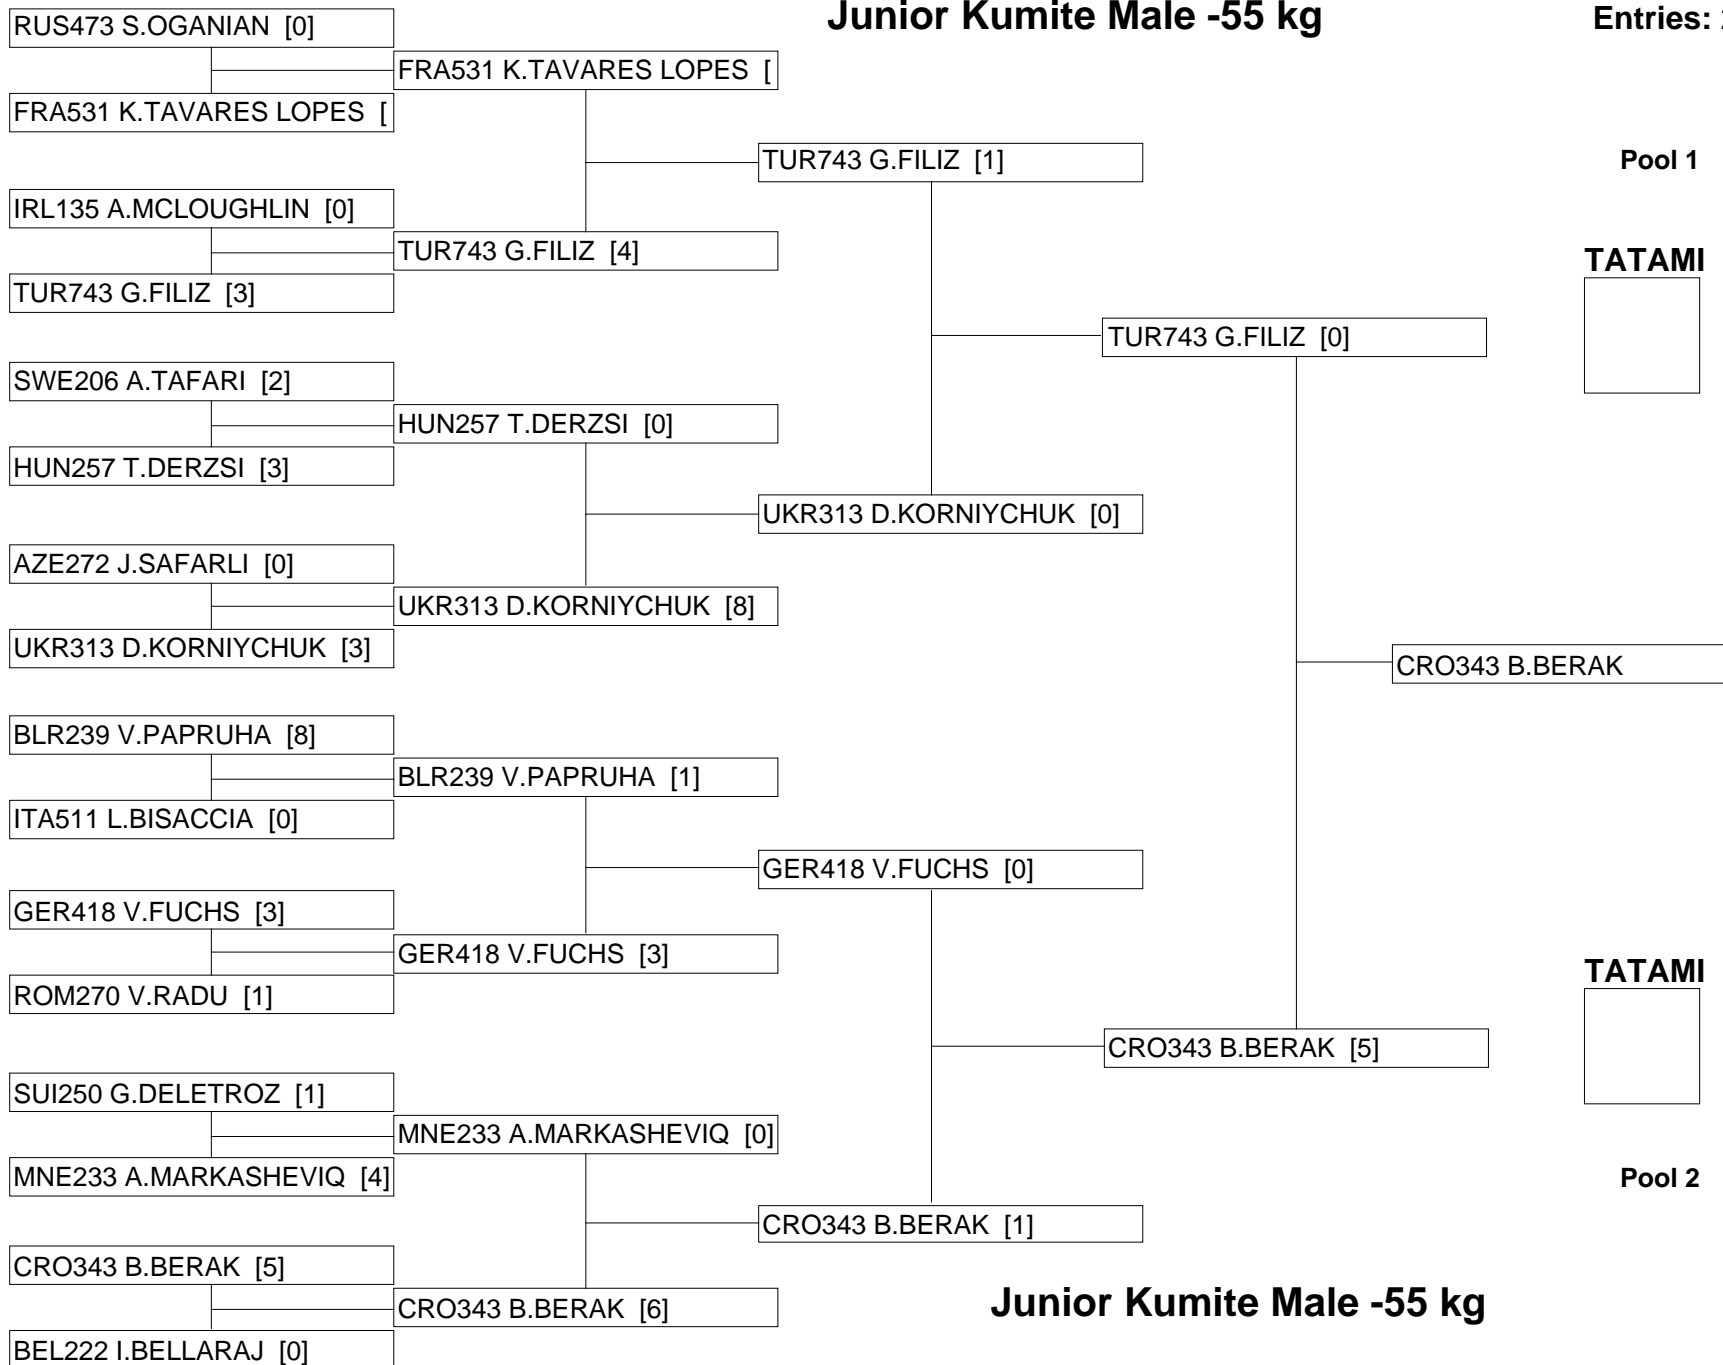 Junior Kumite Male -55 kg
Entries:
RUS473 S.OGANIAN [0]
FRA531 K.TAVARES LOPES [
FRA531 K.TAVARES LOPES [
TUR743 G.FILIZ [1]
Pool 1
IRL135 A.MCLOUGHLIN [0]
TUR743 G.FILIZ [4]
TATAMI
TUR743 G.FILIZ [3]
TUR743 G.FILIZ [0]
SWE206 A.TAFARI [2]
HUN257 T.DERZSI [0]
HUN257 T.DERZSI [3]
UKR313 D.KORNIYCHUK [0]
AZE272 J.SAFARLI [0]
UKR313 D.KORNIYCHUK [8]
UKR313 D.KORNIYCHUK [3]
CRO343 B.BERAK
BLR239 V.PAPRUHA [8]
BLR239 V.PAPRUHA [1]
ITA511 L.BISACCIA [0]
GER418 V.FUCHS [0]
GER418 V.FUCHS [3]
GER418 V.FUCHS [3]
TATAMI
ROM270 V.RADU [1]
CRO343 B.BERAK [5]
SUI250 G.DELETROZ [1]
MNE233 A.MARKASHEVIQ [0]
MNE233 A.MARKASHEVIQ [4]
Pool 2
CRO343 B.BERAK [1]
CRO343 B.BERAK [5]
CRO343 B.BERAK [6]
Junior Kumite Male -55 kg
BEL222 I.BELLARAJ [0]